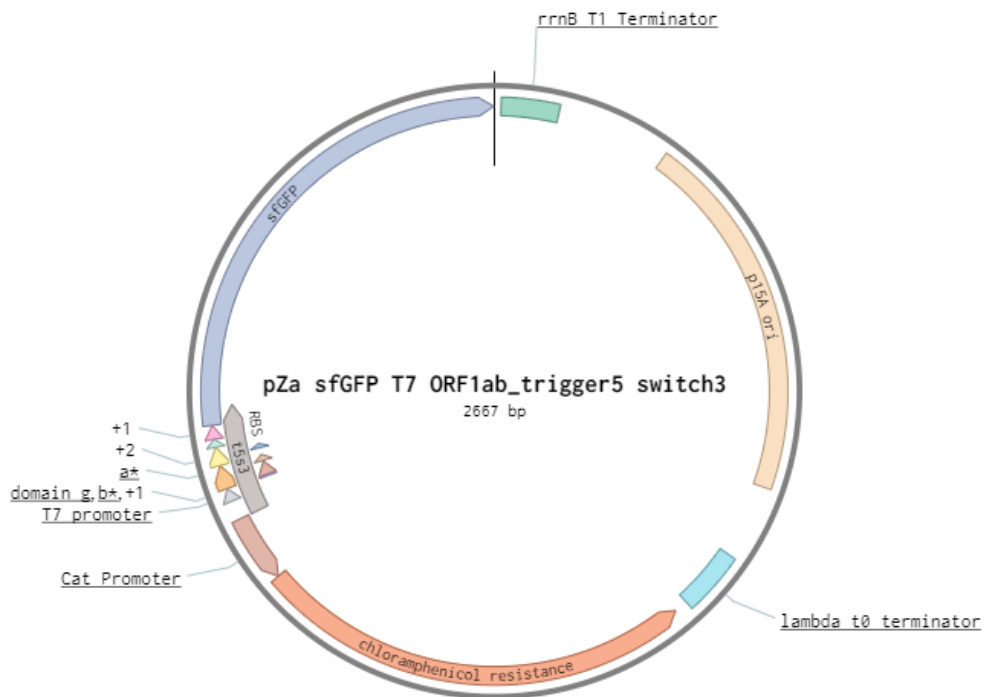 rrnB T1 Terminator
sfGFP
p15A ori
pZa sfGFP T7 ORF1ab_trigger5 switch3
2667 bp
RBS
t5s3
+1
+2
a*
domain g,b*,+1
T7 promoter
Cat Promoter
lambda t0 terminator
chloramphenicol resistance